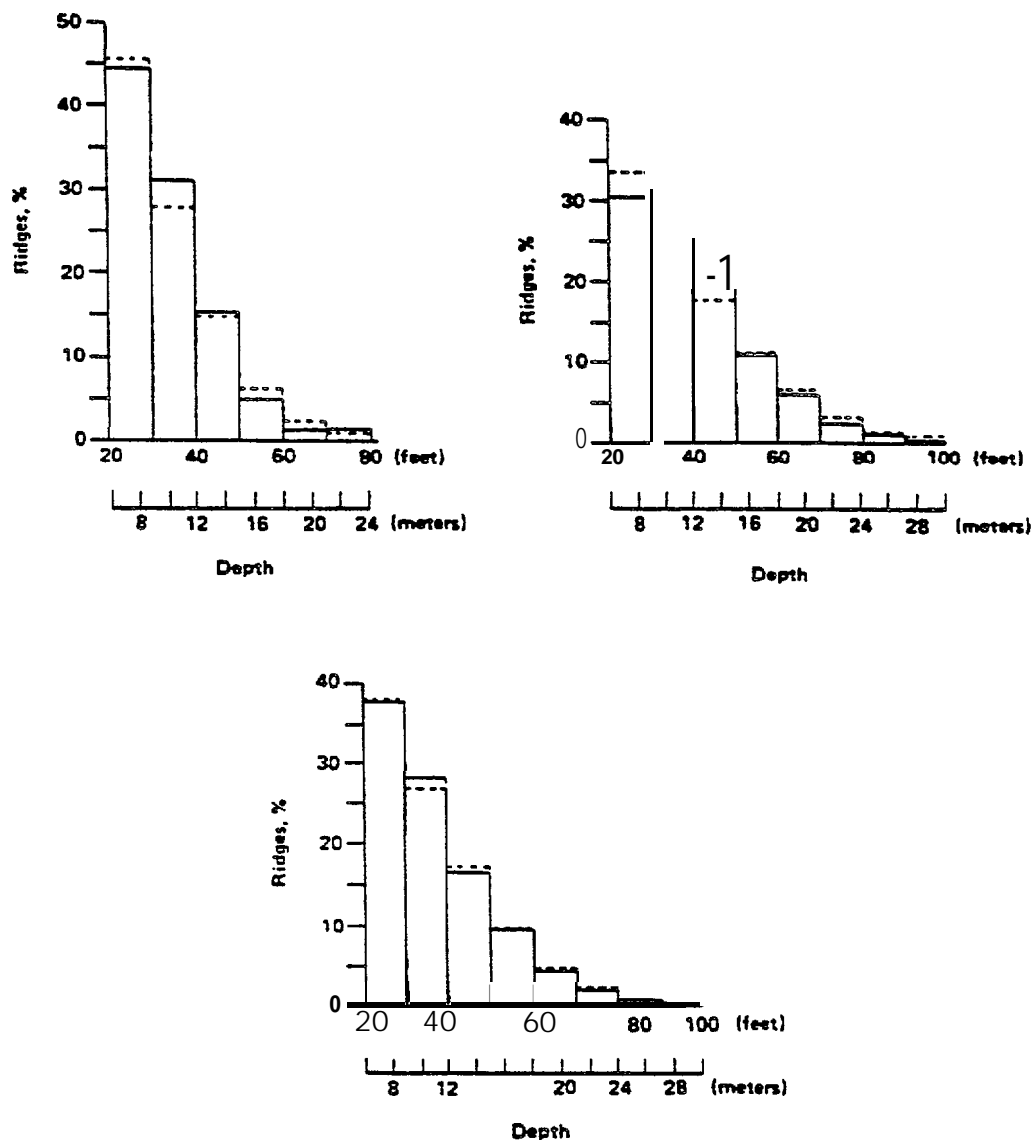 50
40
30
20
10
0
Ridges, %
20 40 60 80 (feet)
8 12 16 20 24 (meters)
Depth
40
30
20
10
0
Ridges, %
-1
20 40 60 80 100 (feet)
8 12 16 20 24 28 (meters)
Depth
40
30
20
10
0
Ridges, %
20 40 60 80 100 (feet)
8 12 20 24 28 (meters)
Depth